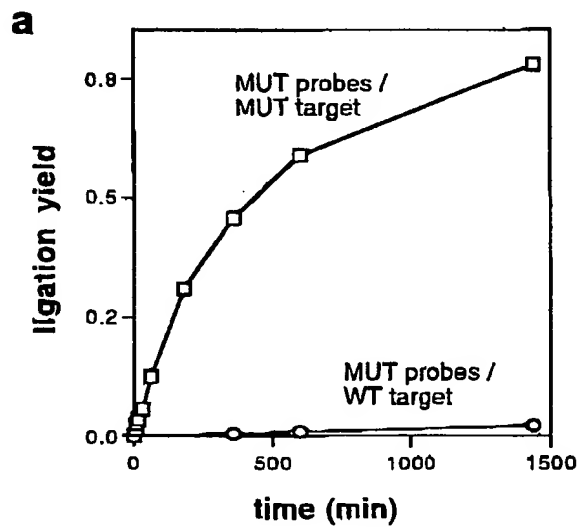 a
MUT probes /
MUT target
MUT probes /
WT target
ligation yield
0.8
0.5
0.2
0.0
0
500
1000
1500
time (min)